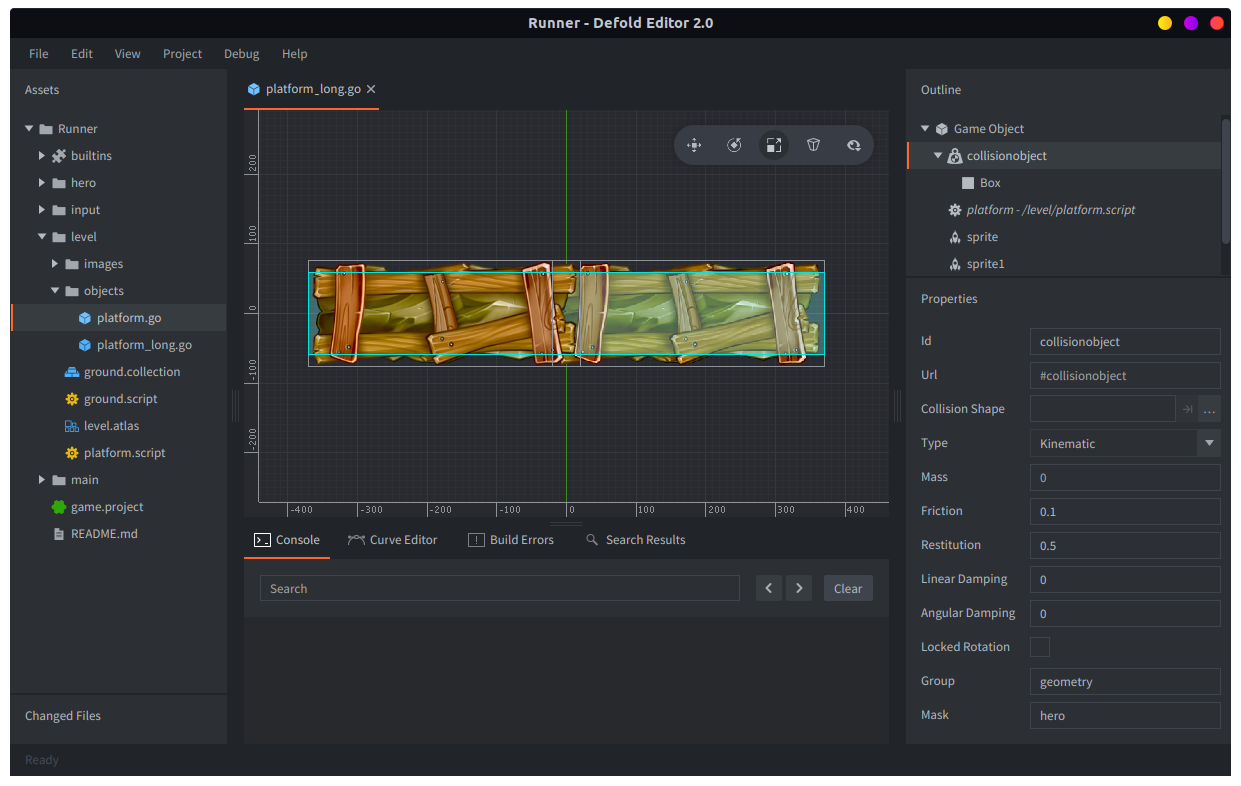 Runner - Defold Editor 2.0
File Edit View Project Debug Help
Assets
Runner
builtins
hero
input
level
images
objects
platform.go
platform_long.go
ground.collection
ground.script
level.atlas
platform.script
main
game.project
README.md
Changed Files
Ready
platform_long.go
200
100
0
-100
-200
-400 -300 -200 -100 0 100 200 300 400
Console Curve Editor Build Errors Search Results
Search Clear
Outline
Game Object
collisionobject
Box
platform - /level/platform.script
sprite
sprite1
Properties
Id collisionobject
Url #collisionobject
Collision Shape ...
Type Kinematic
Mass 0
Friction 0.1
Restitution 0.5
Linear Damping 0
Angular Damping 0
Locked Rotation
Group geometry
Mask hero